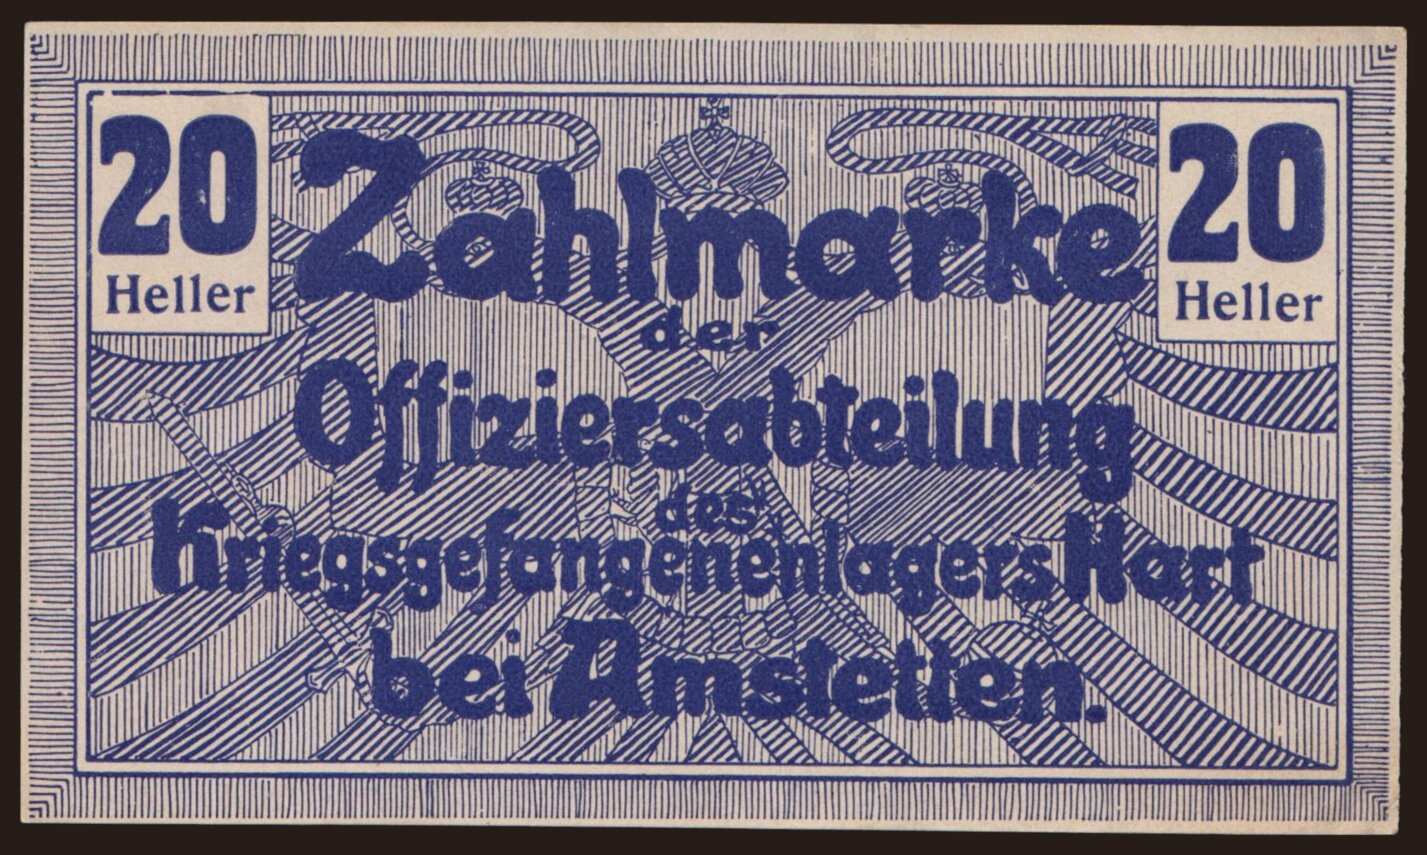 20
Heller
20
Heller
Zahlmarke
der
Offiziersabteilung
des
Kriegsgefangenenlagers Hart
bei Amstetten.